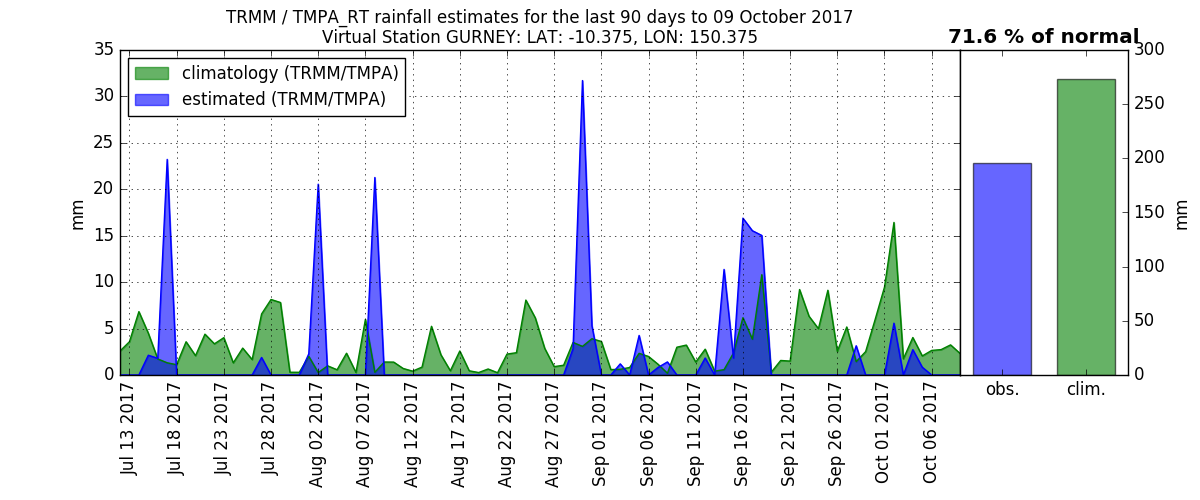 TRMM / TMPA_RT rainfall estimates for the last 90 days to 09 October 2017
Virtual Station GURNEY: LAT: -10.375, LON: 150.375
71.6 % of normal
climatology (TRMM/TMPA)
estimated (TRMM/TMPA)
mm
35
30
25
20
15
10
5
0
Jul 13 2017
Jul 18 2017
Jul 23 2017
Jul 28 2017
Aug 02 2017
Aug 07 2017
Aug 12 2017
Aug 17 2017
Aug 22 2017
Aug 27 2017
Sep 01 2017
Sep 06 2017
Sep 11 2017
Sep 16 2017
Sep 21 2017
Sep 26 2017
Oct 01 2017
Oct 06 2017
obs.
clim.
300
250
200
150
100
50
0
mm